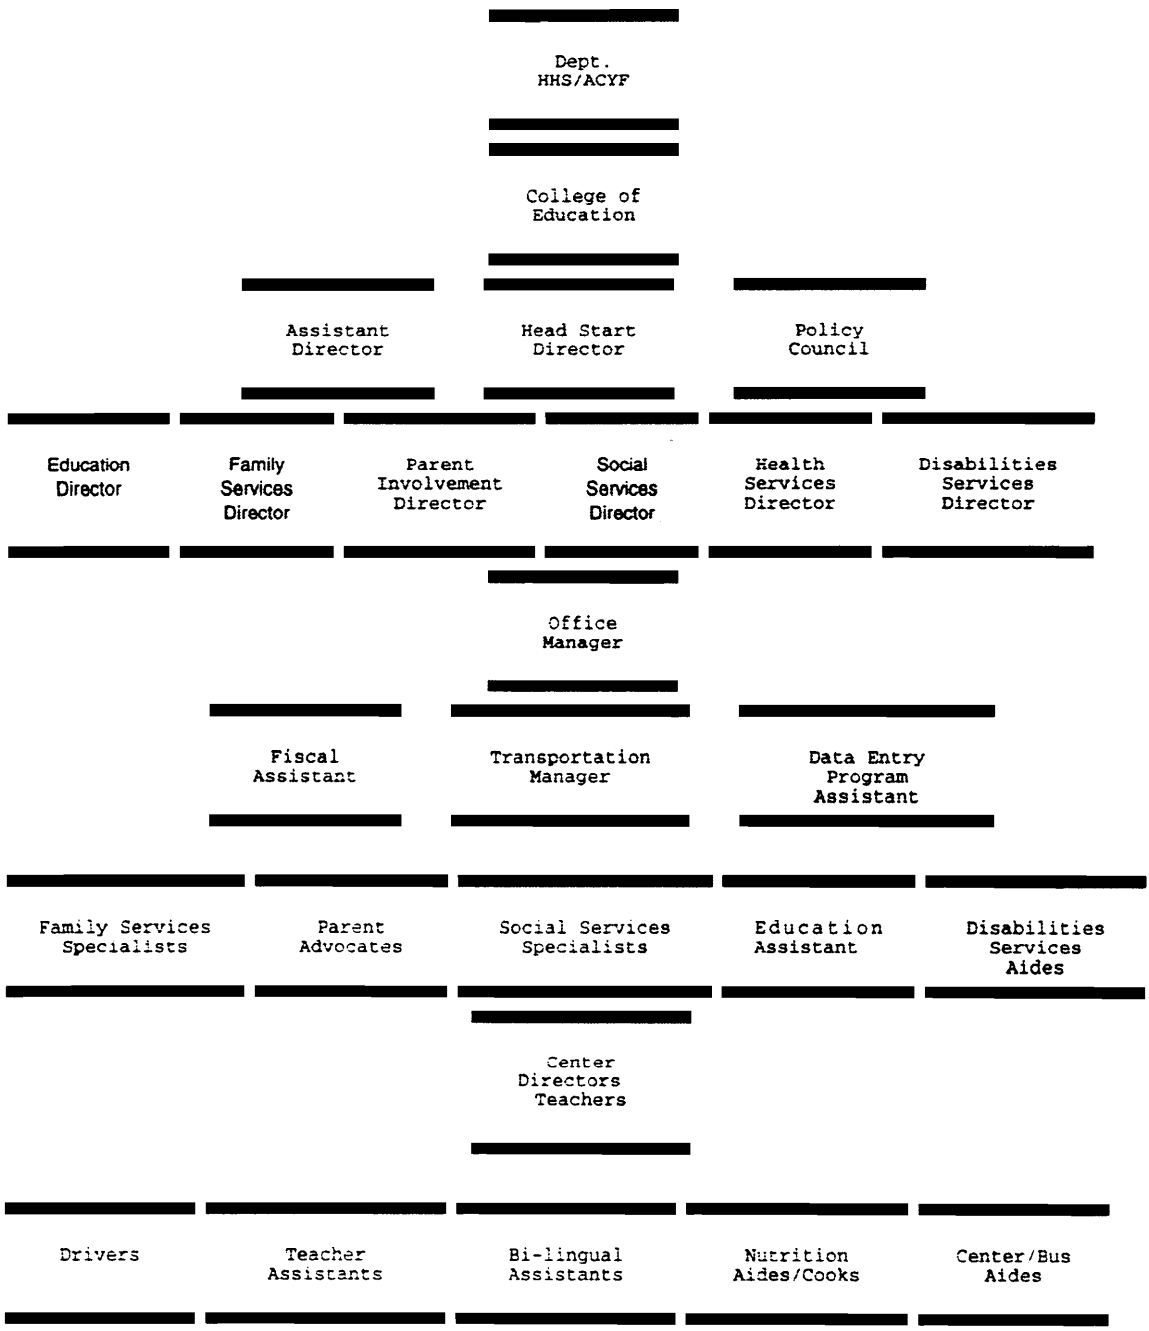 Dept.
HHS/ACYF
College of
Education
Assistant
Director
Head Start
Director
Policy
Council
Education
Director
Family
Services
Director
Parent
Involvement
Director
Social
Services
Director
Health
Services
Director
Disabilities
Services
Director
Office
Manager
Fiscal
Assistant
Transportation
Manager
Data Entry
Program
Assistant
Family Services
Specialists
Parent
Advocates
Social Services
Specialists
Education
Assistant
Disabilities
Services
Aides
Center
Directors
Teachers
Drivers
Teacher
Assistants
Bi-lingual
Assistants
Nutrition
Aides/Cooks
Center/Bus
Aides